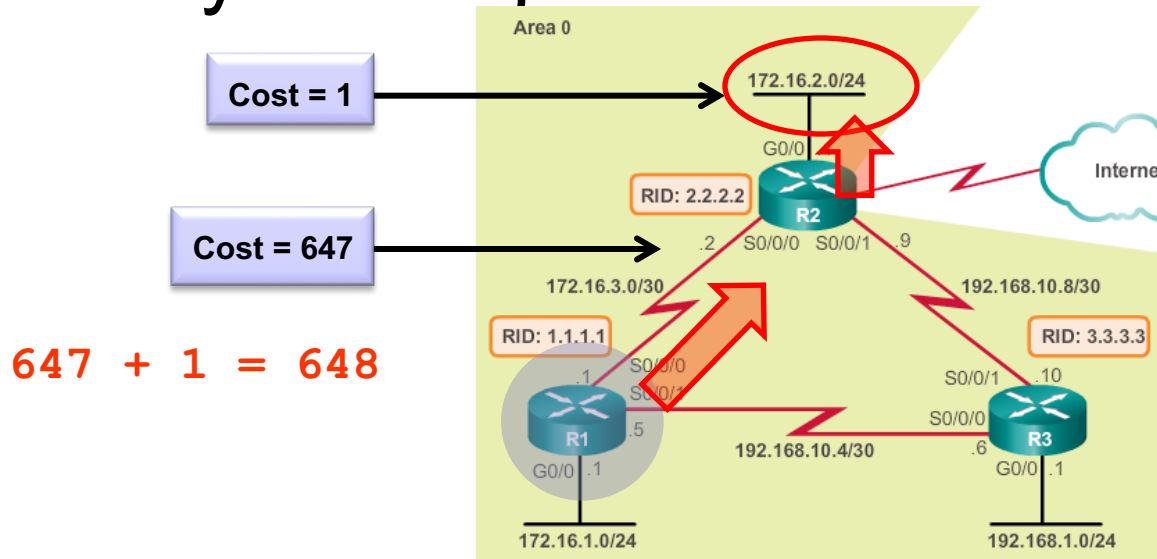 Area 0
Cost = 1
172.16.2.0/24
G0/0
Interne
RID: 2.2.2.2
R2
Cost = 647
.2 S0/0/0 S0/0/1 .9
172.16.3.0/30
192.168.10.8/30
RID: 1.1.1.1
RID: 3.3.3.3
647 + 1 = 648
.1 S0/0/0
S0/0/1
S0/0/1 .10
S0/0/0
R1 .5
R3
192.168.10.4/30
.6
G0/0 .1
G0/0 .1
172.16.1.0/24
192.168.1.0/24